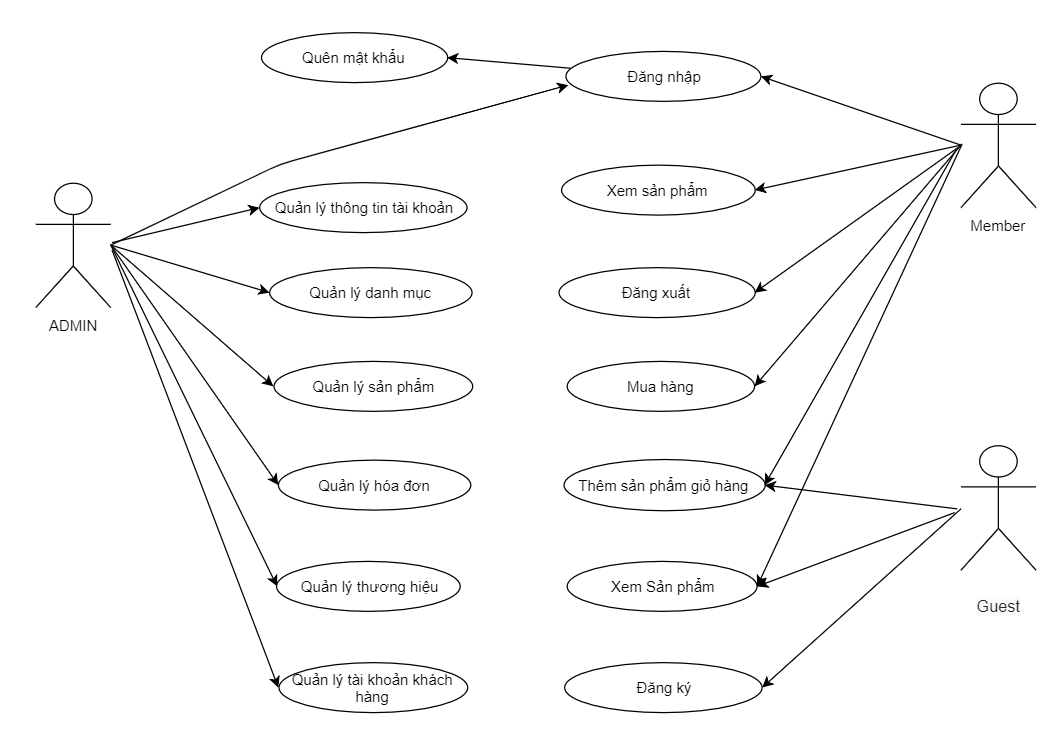 Quên mật khẩu
Đăng nhập
Xem sản phẩm
Member
Quản lý thông tin tài khoản
Quản lý danh mục
Đăng xuất
ADMIN
Quản lý sản phẩm
Mua hàng
Quản lý hóa đơn
Thêm sản phẩm giỏ hàng
Quản lý thương hiệu
Xem Sản phẩm
Guest
Quản lý tài khoản khách
hàng
Đăng ký